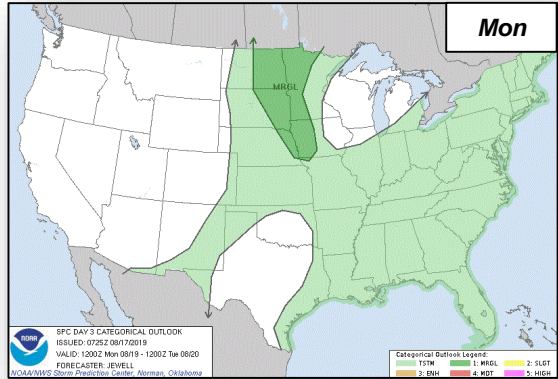 Mon
MRGL
SPC DAY 3 CATEGORICAL OUTLOOK
ISSUED: 0725Z 08/17/2019
VALID: 1200Z Mon 08/19 - 1200Z Tue 08/20
FORECASTER: JEWELL
NOAA/NWS Storm Prediction Center, Norman, Oklahoma
NOAA
Categorical Outlook Legend:
TSTM 1: MRGL 2: SLGT
3: ENH 4: MDT 5: HIGH